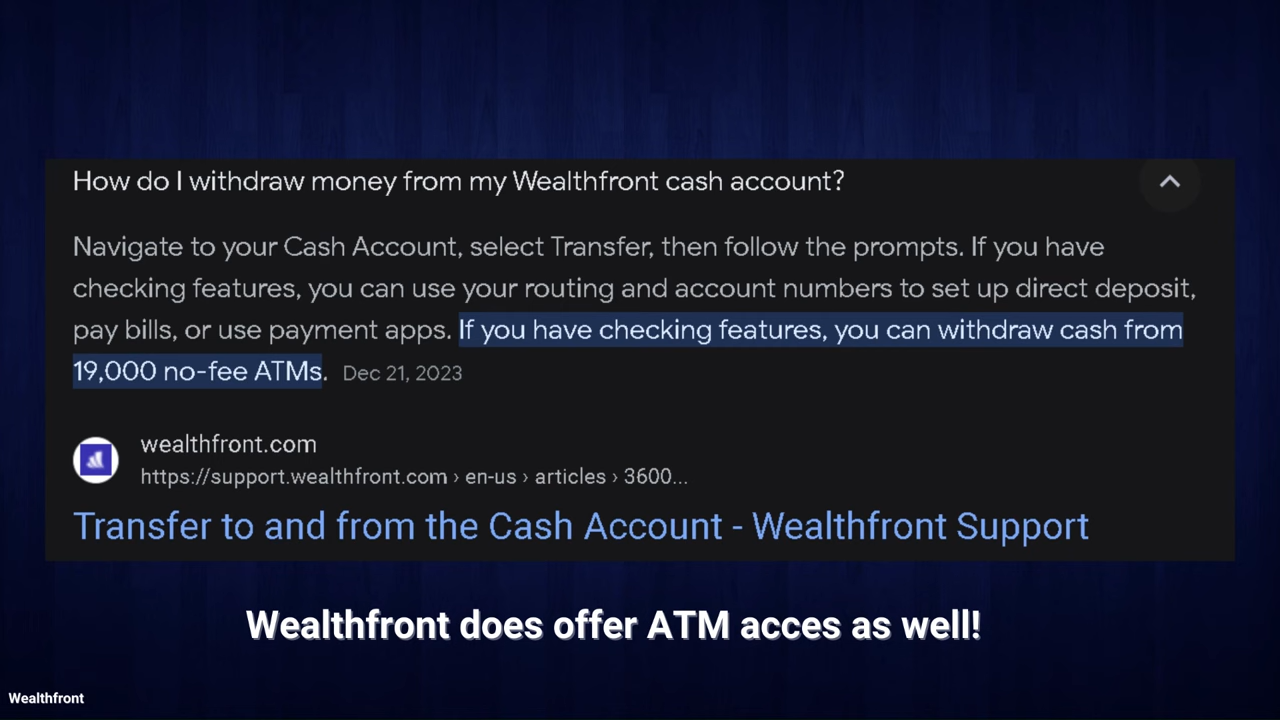 How do I withdraw money from my Wealthfront cash account?
Navigate to your Cash Account, select Transfer, then follow the prompts. If you have
checking features, you can use your routing and account numbers to set up direct deposit,
pay bills, or use payment apps. If you have checking features, you can withdraw cash from
19,000 no-fee ATMs. Dec 21, 2023
wealthfront.com
https://support.wealthfront.com › en-us › articles › 3600...
Transfer to and from the Cash Account - Wealthfront Support
Wealthfront does offer ATM acces as well!
Wealthfront